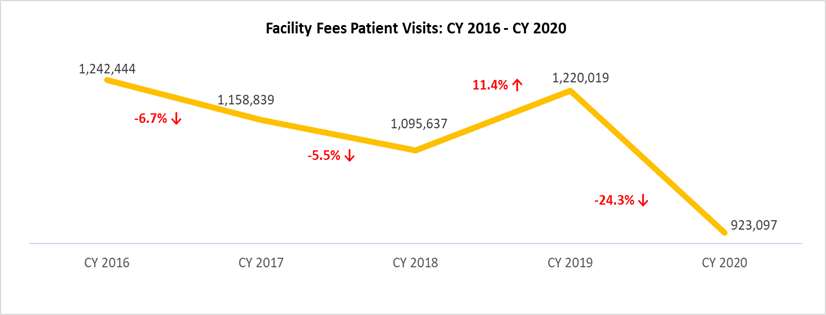 Facility Fees Patient Visits: CY 2016 - CY 2020
1,242,444
-6.7% ↓
1,158,839
-5.5% ↓
1,095,637
11.4% ↑
1,220,019
-24.3% ↓
923,097
CY 2016
CY 2017
CY 2018
CY 2019
CY 2020